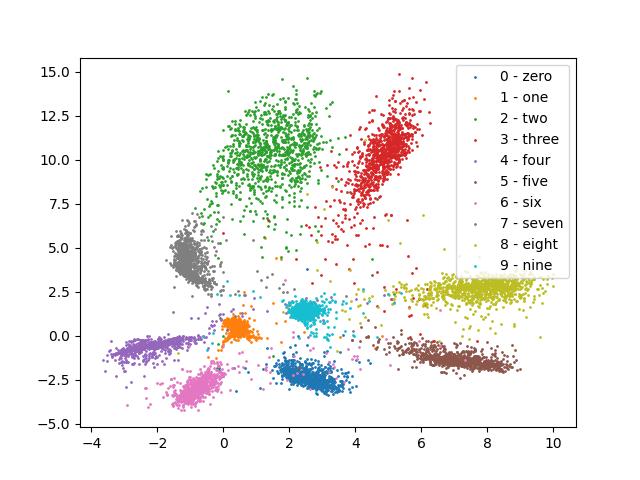 15.0
12.5
10.0
7.5
5.0
2.5
0.0
−2.5
−5.0
−4
−2
0
2
4
6
8
10
0 - zero
1 - one
2 - two
3 - three
4 - four
5 - five
6 - six
7 - seven
8 - eight
9 - nine